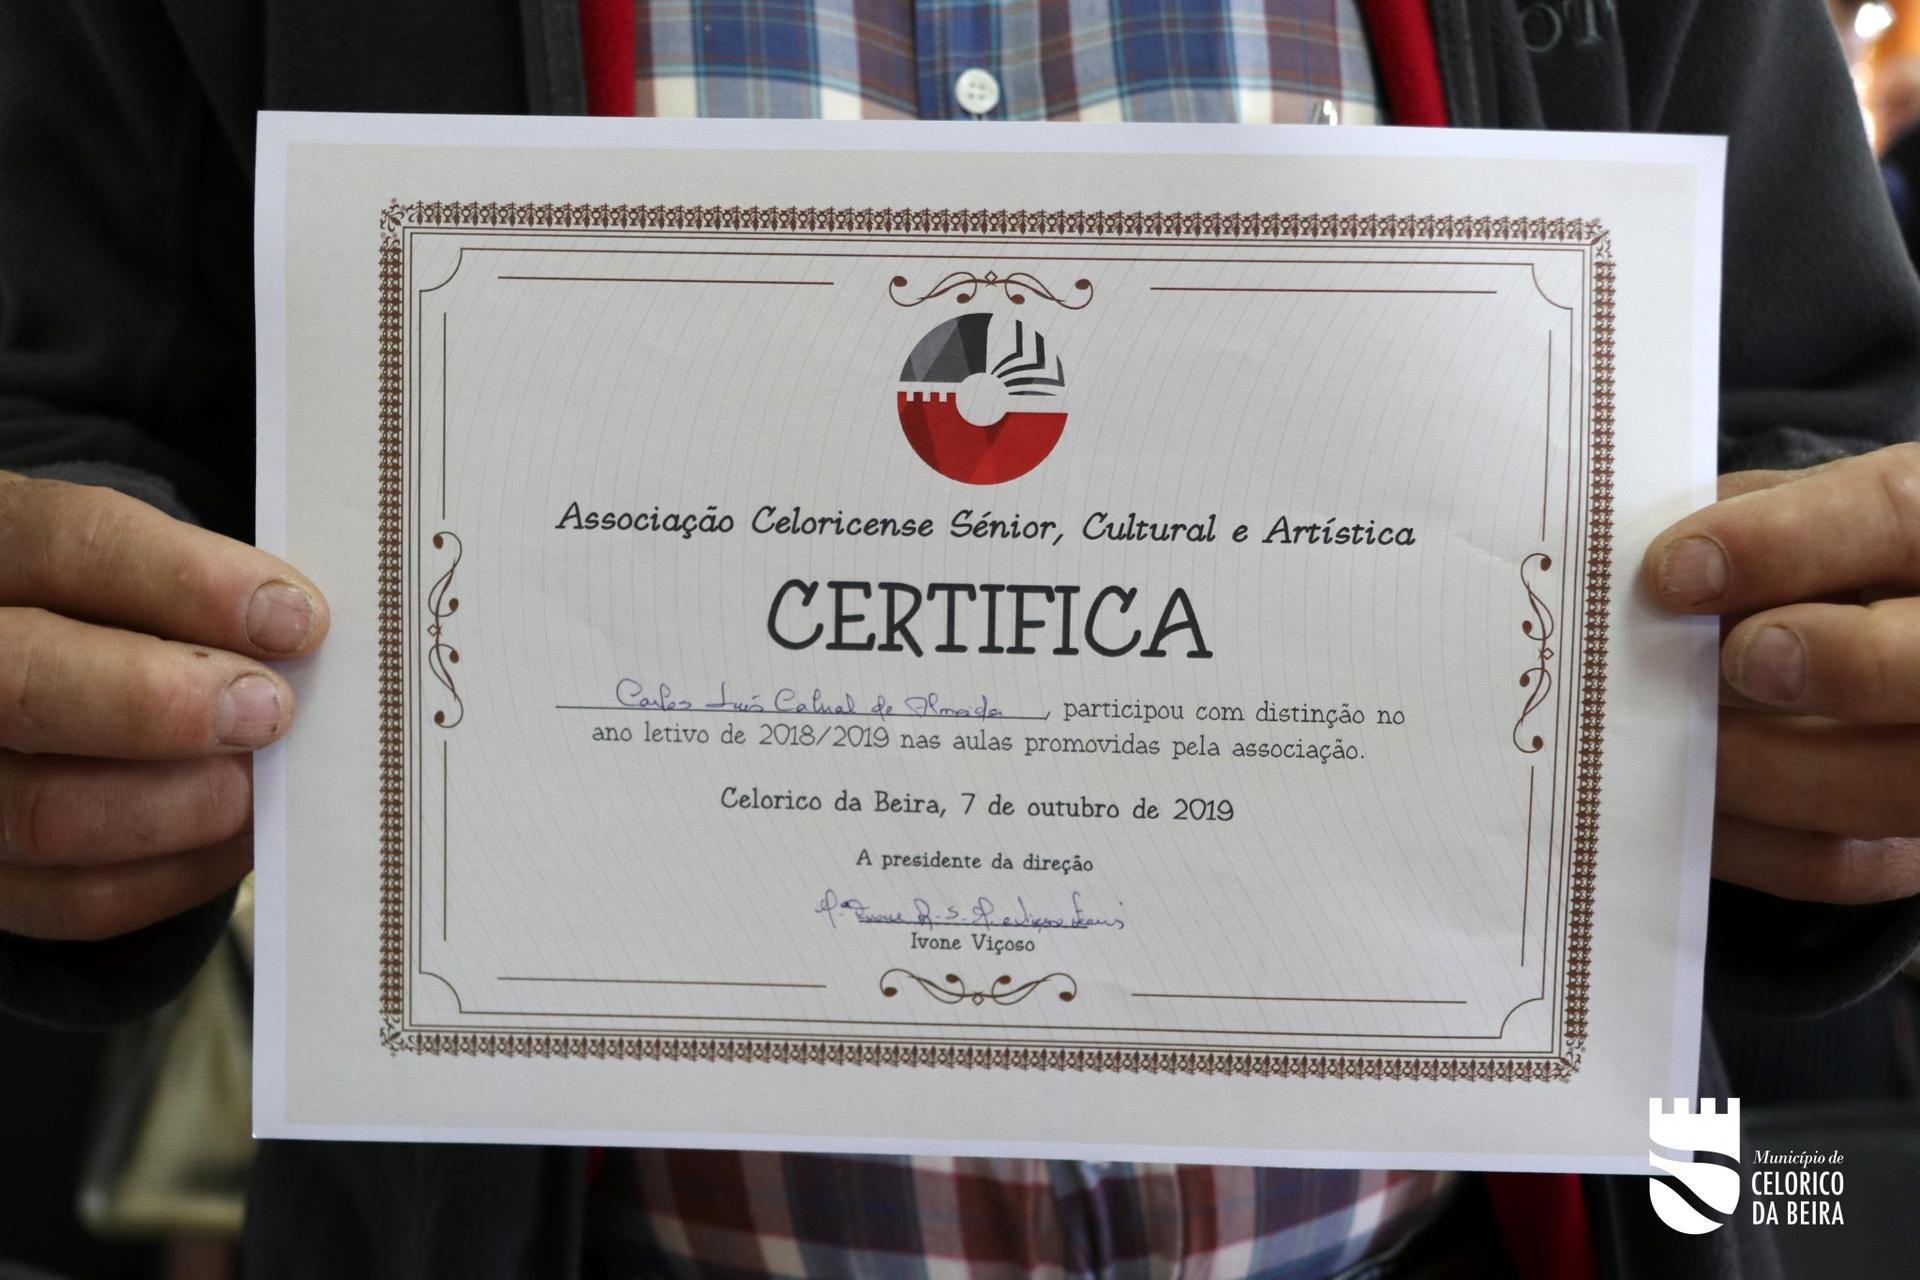 OT
Associação Celoricense Sénior, Cultural e Artística
CERTIFICA
Carlos Luís Cabral de Almeida, participou com distinção no
ano letivo de 2018/2019 nas aulas promovidas pela associação.
Celorico da Beira, 7 de outubro de 2019
A presidente da direção
Ivone Viçoso
Município de
CELORICO
DA BEIRA